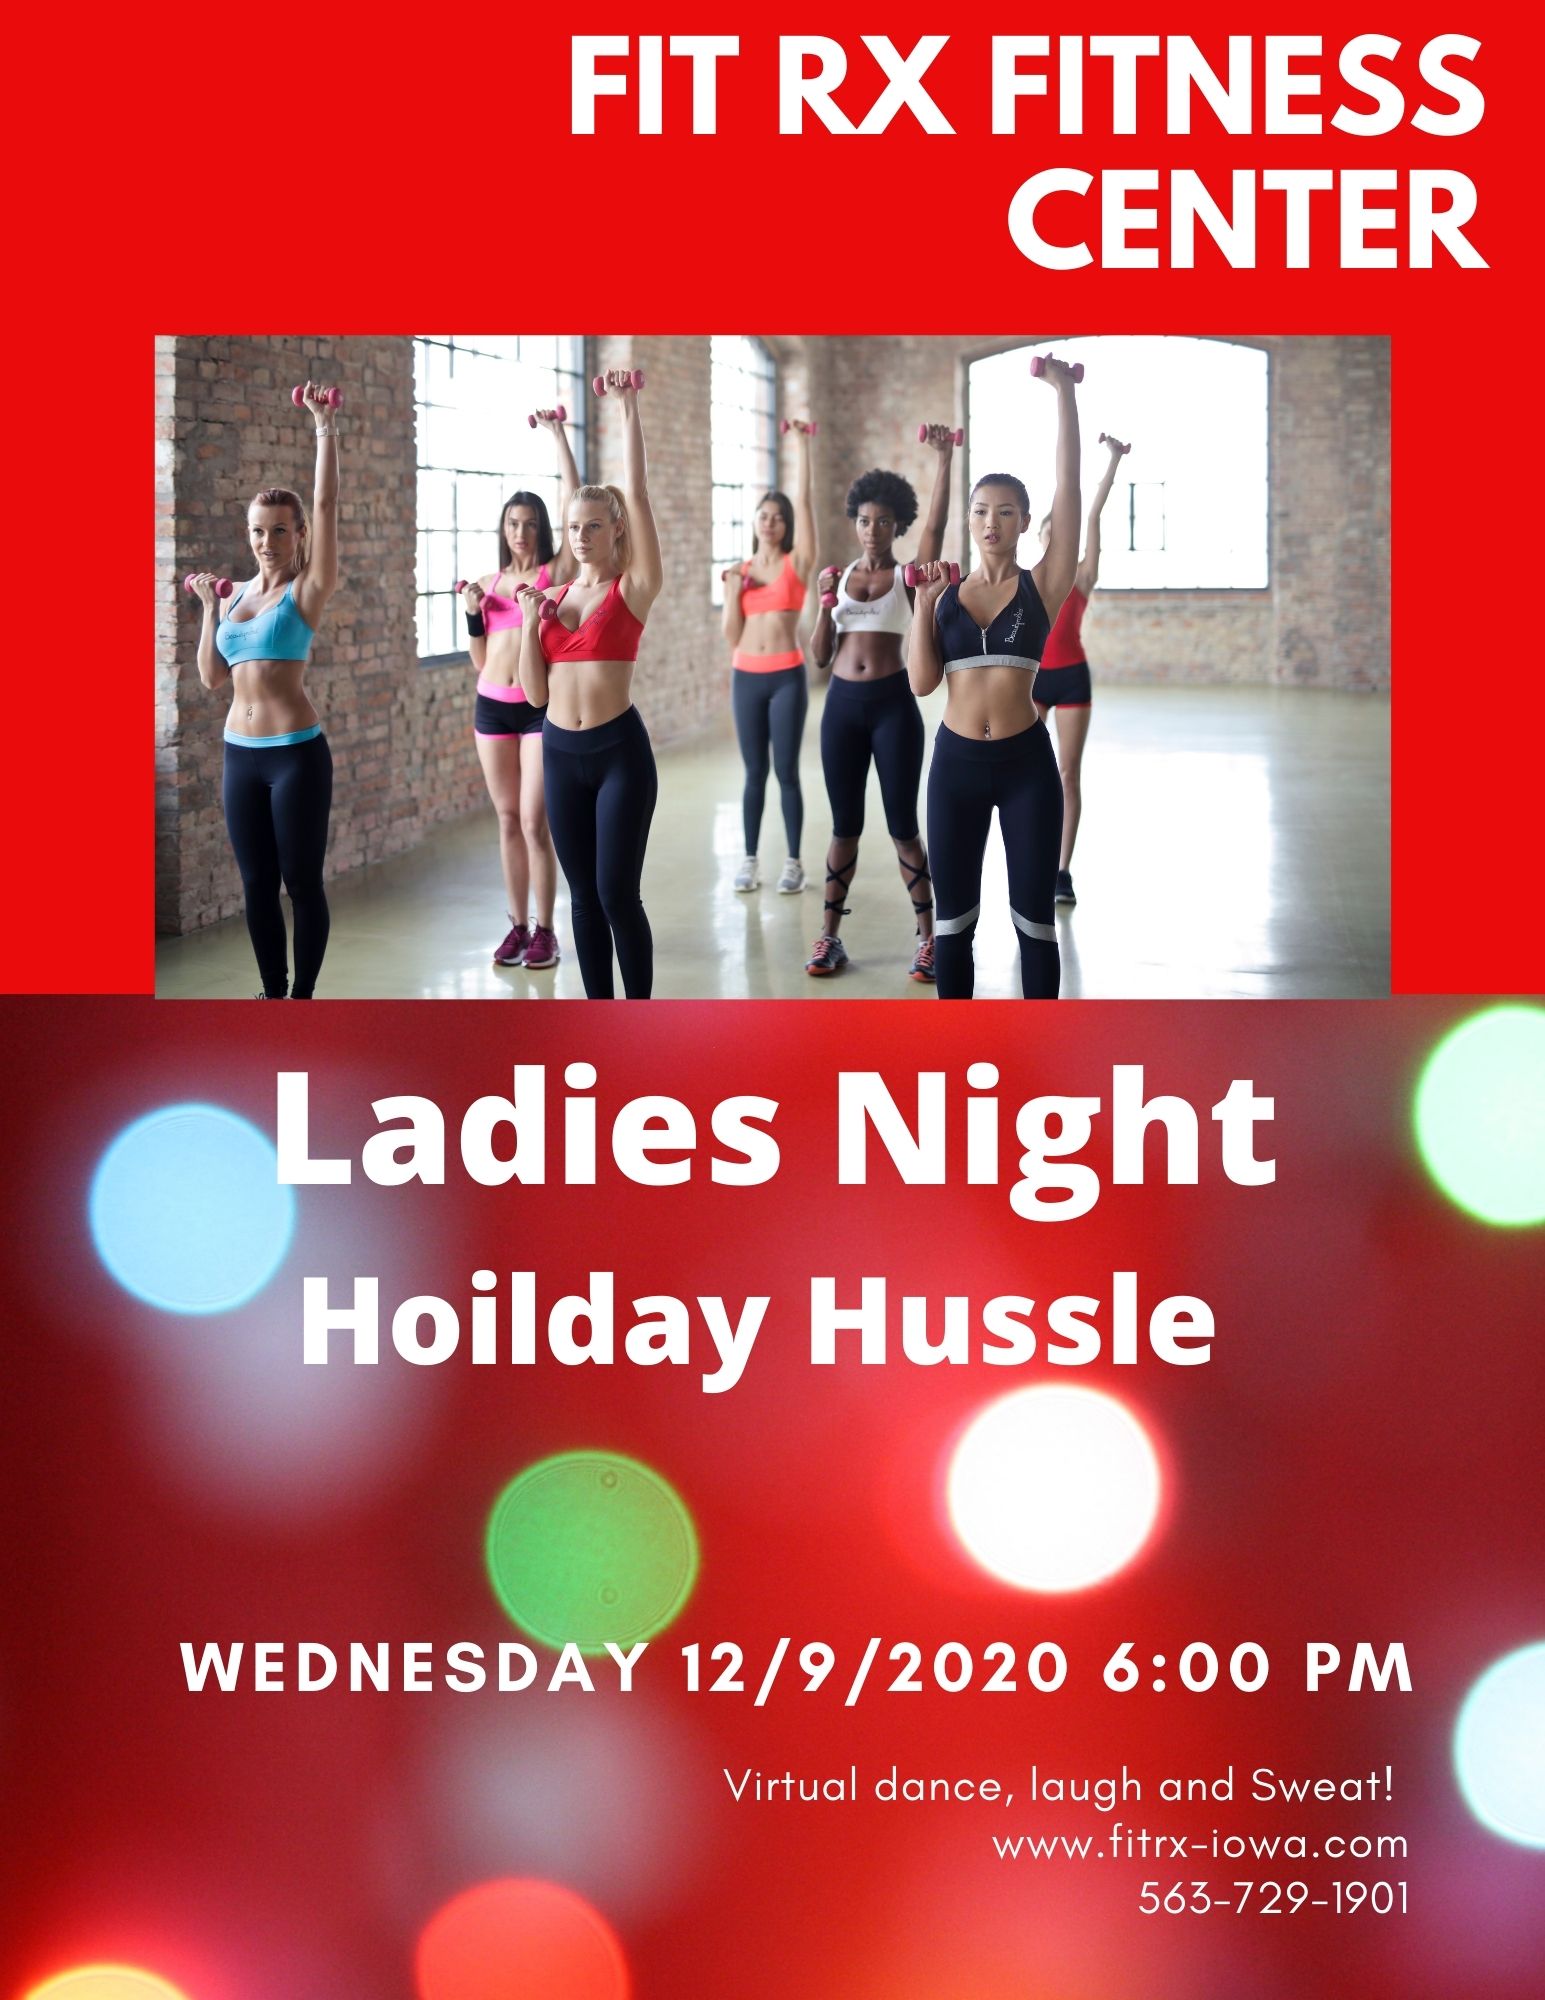 FIT RX FITNESS
CENTER
Ladies Night
Hoilday Hussle
WEDNESDAY 12/9/2020 6:00 PM
Virtual dance, laugh and Sweat!
www.fitrx-iowa.com
563-729-1901